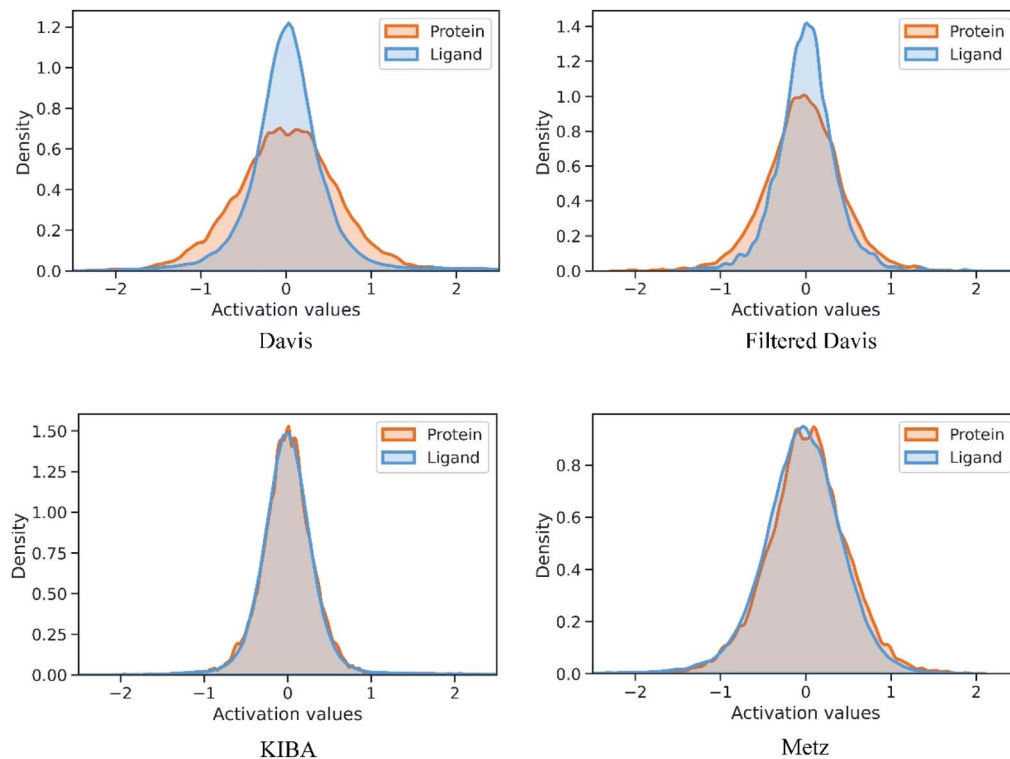 Protein
Ligand
Density
1.2
1.0
0.8
0.6
0.4
0.2
0.0
−2
−1
0
1
2
Activation values
Davis
Protein
Ligand
Density
1.4
1.2
1.0
0.8
0.6
0.4
0.2
0.0
−2
−1
0
1
2
Activation values
Filtered Davis
Protein
Ligand
Density
1.50
1.25
1.00
0.75
0.50
0.25
0.00
−2
−1
0
1
2
Activation values
KIBA
Protein
Ligand
Density
0.8
0.6
0.4
0.2
0.0
−2
−1
0
1
2
Activation values
Metz